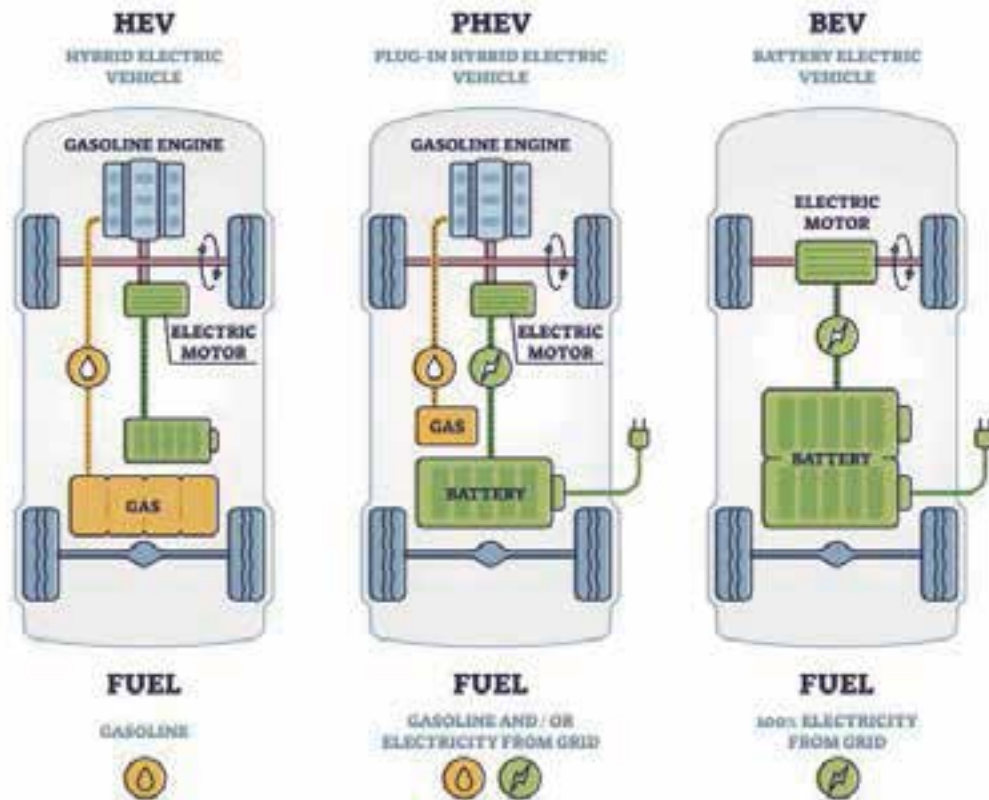 HEV
HYBRID ELECTRIC
VEHICLE
GASOLINE ENGINE
ELECTRIC
MOTOR
GAS
FUEL
GASOLINE
PHEV
PLUG-IN HYBRID ELECTRIC
VEHICLE
GASOLINE ENGINE
ELECTRIC
MOTOR
GAS
BATTERY
FUEL
GASOLINE AND / OR
ELECTRICITY FROM GRID
BEV
BATTERY ELECTRIC
VEHICLE
ELECTRIC
MOTOR
BATTERY
FUEL
100% ELECTRICITY
FROM GRID